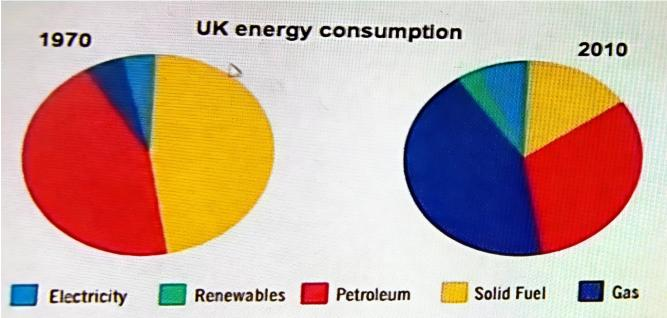 UK energy consumption
1970
2010
Electricity
Renewables
Petroleum
Solid Fuel
Gas